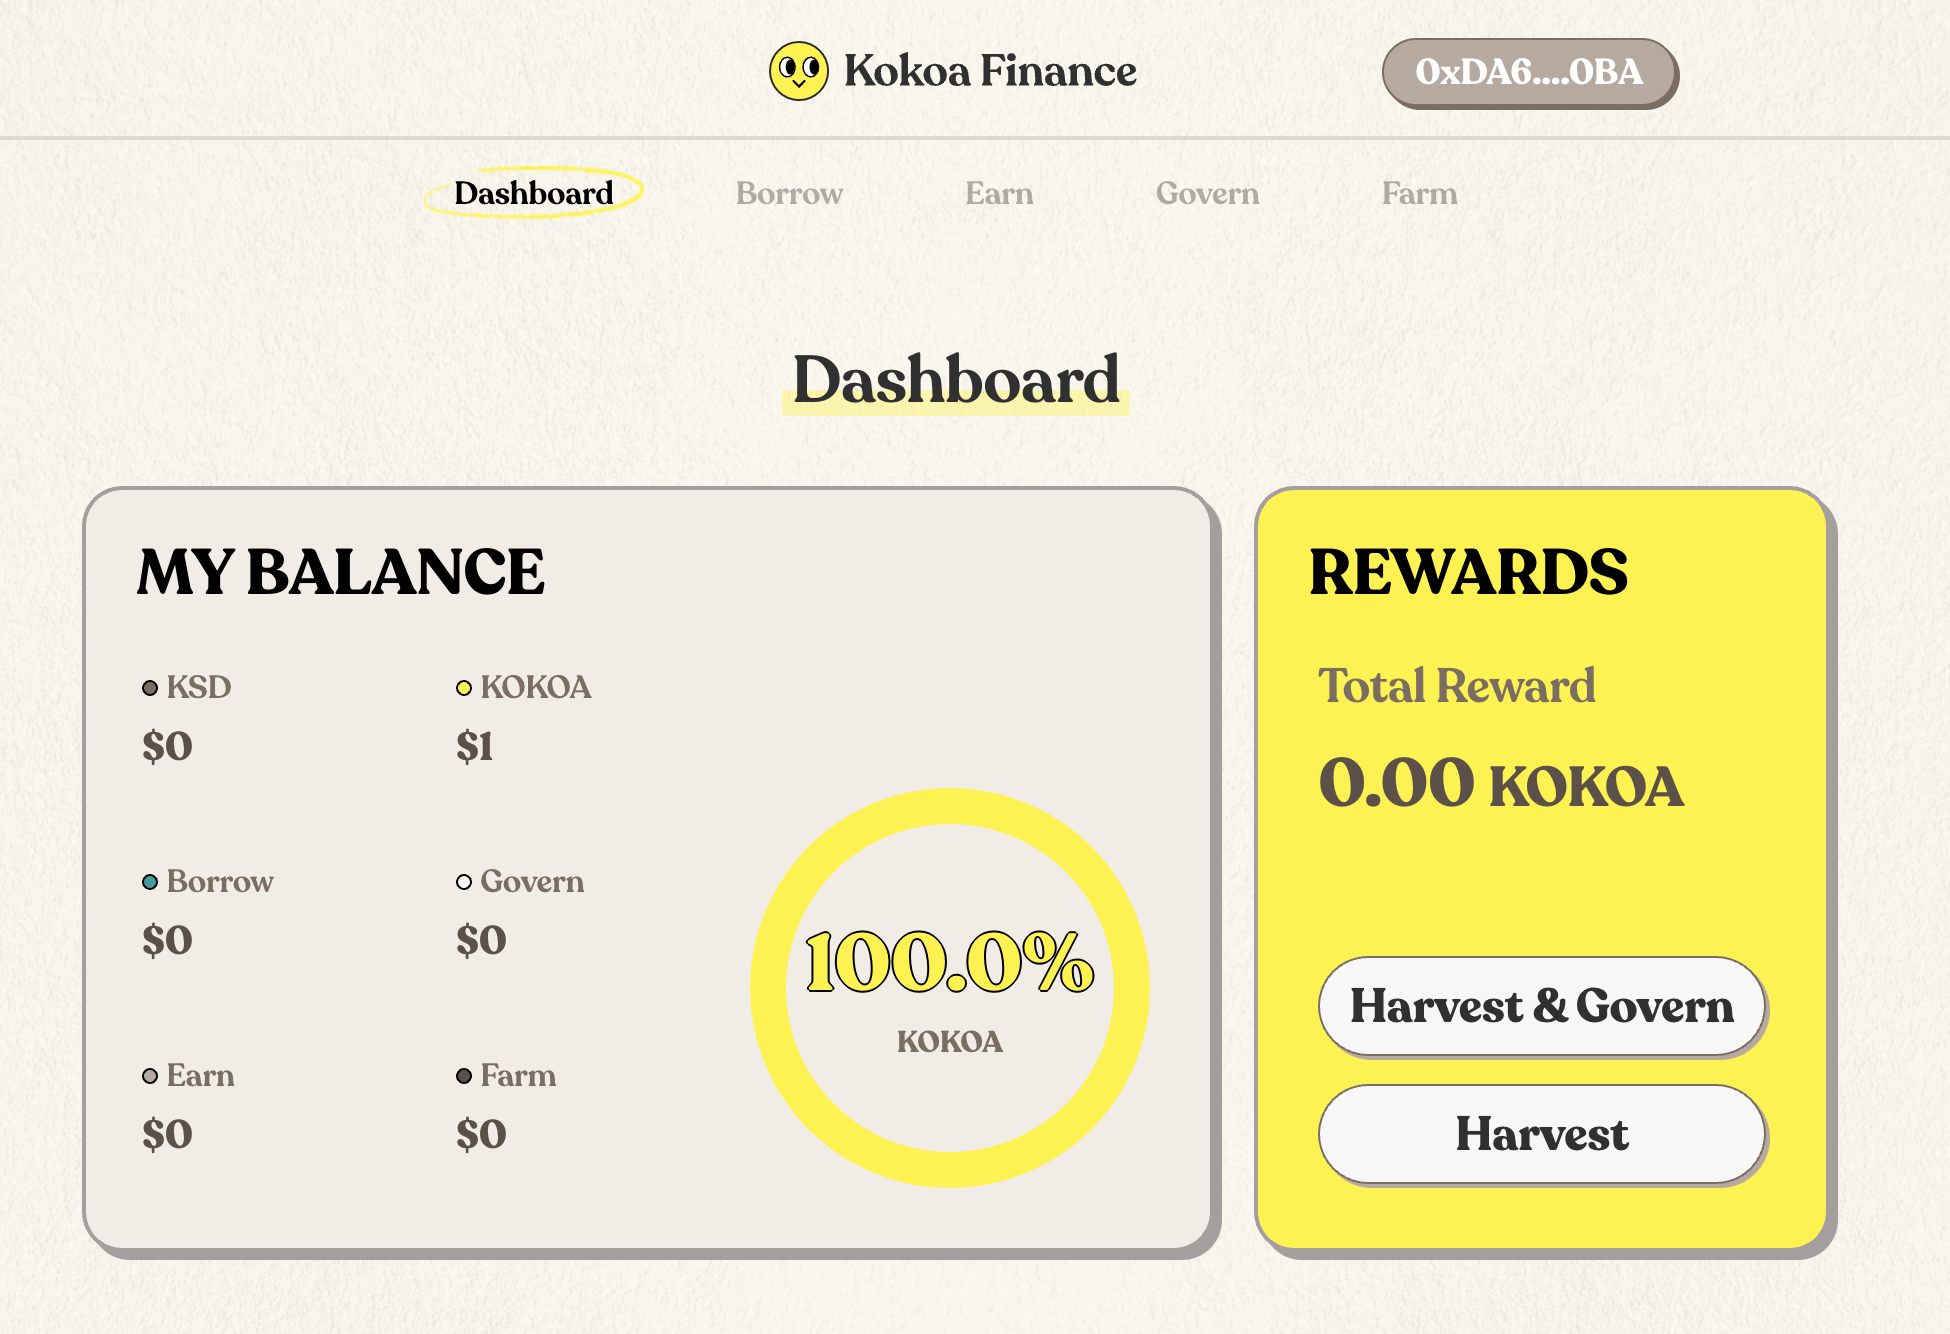 Kokoa Finance
0xDA6....0BA
Dashboard Borrow Earn Govern Farm
Dashboard
MY BALANCE
KSD KOKOA
$0 $1
Borrow Govern
$0 $0
Earn Farm
$0 $0
100.0%
KOKOA
REWARDS
Total Reward
0.00 KOKOA
Harvest & Govern
Harvest